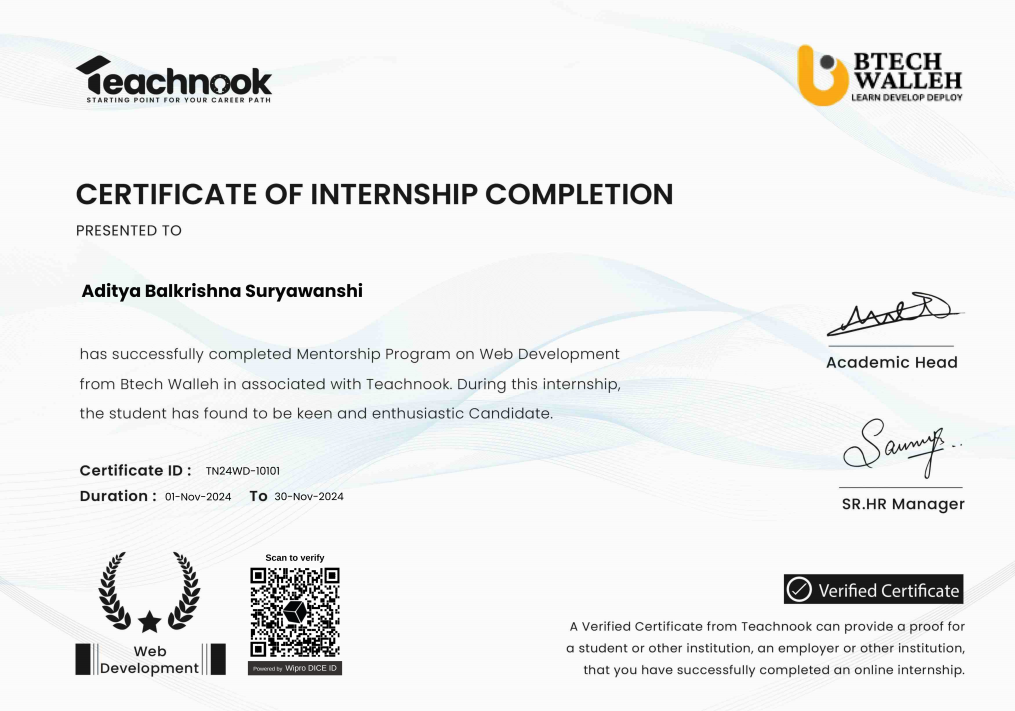 Teachnook
STARTING POINT FOR YOUR CAREER PATH
BTECH
WALLEH
LEARN DEVELOP DEPLOY
CERTIFICATE OF INTERNSHIP COMPLETION
PRESENTED TO
Aditya Balkrishna Suryawanshi
has successfully completed Mentorship Program on Web Development
from Btech Walleh in associated with Teachnook. During this internship,
the student has found to be keen and enthusiastic Candidate.
Academic Head
Certificate ID : TN24WD-10101
Duration : 01-Nov-2024 To 30-Nov-2024
SR.HR Manager
Web
Development
Scan to verify
Powered by Wipro DICE ID
Verified Certificate
A Verified Certificate from Teachnook can provide a proof for
a student or other institution, an employer or other institution,
that you have successfully completed an online internship.